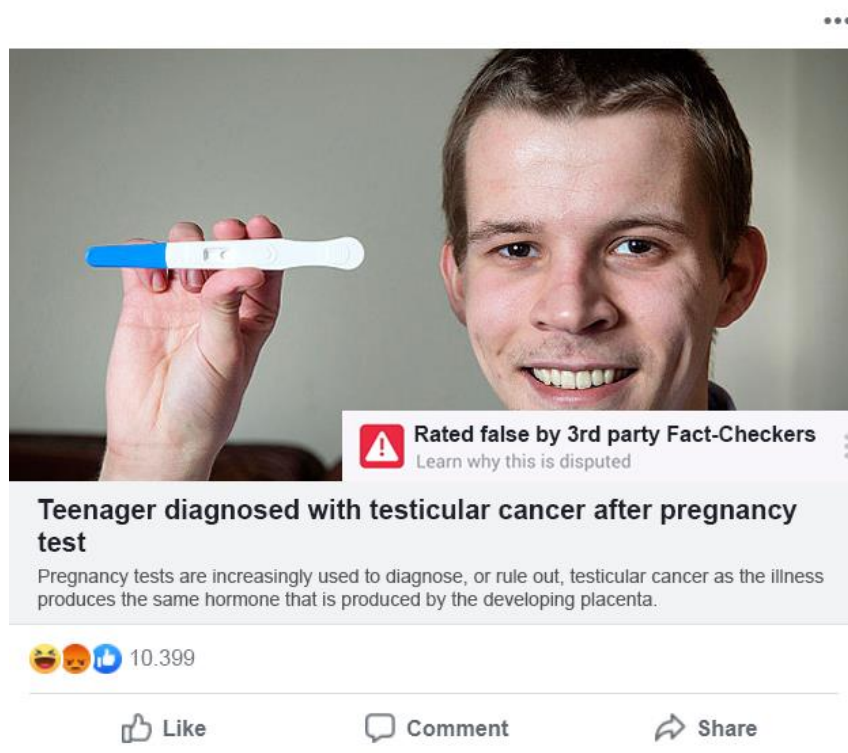 Rated false by 3rd party Fact-Checkers
Learn why this is disputed
Teenager diagnosed with testicular cancer after pregnancy
test
Pregnancy tests are increasingly used to diagnose, or rule out, testicular cancer as the illness
produces the same hormone that is produced by the developing placenta.
10.399
Like
Comment
Share